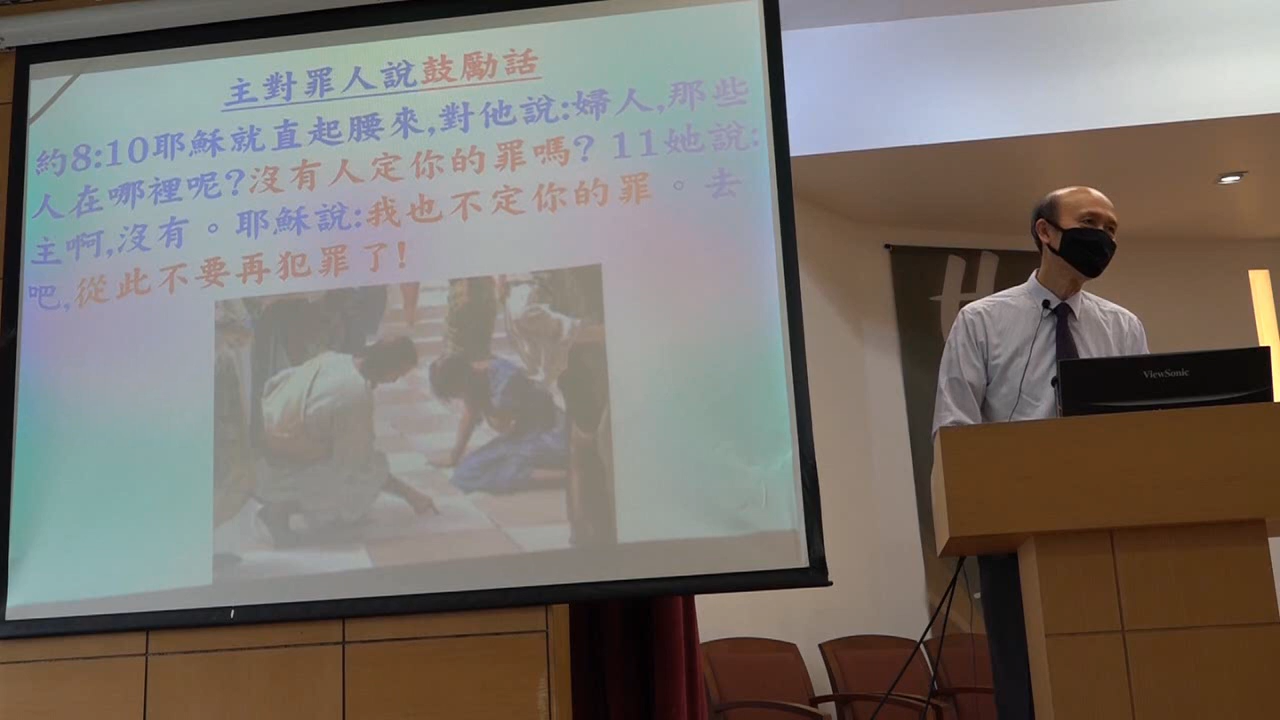 主對罪人說鼓勵話
約8:10耶穌就直起腰來,對他說:婦人,那些
人在哪裡呢?沒有人定你的罪嗎? 11她說:
主啊,沒有。耶穌說:我也不定你的罪。去
吧,從此不要再犯罪了!
H
ViewSonic